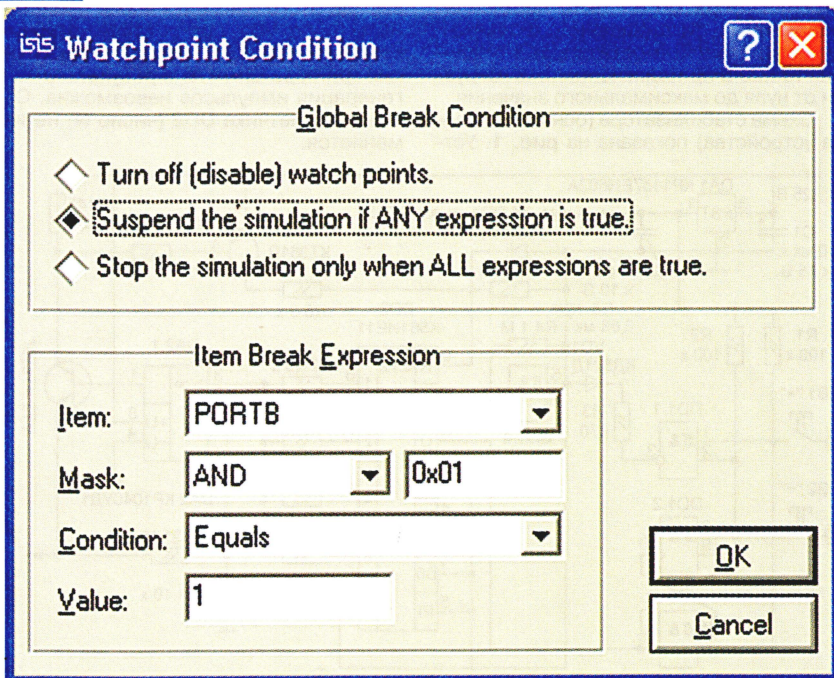 isis Watchpoint Condition
Global Break Condition
Turn off (disable) watch points.
Suspend the simulation if ANY expression is true.
Stop the simulation only when ALL expressions are true.
Item Break Expression
Item: PORTB
Mask: AND 0x01
Condition: Equals
Value: 1
OK
Cancel